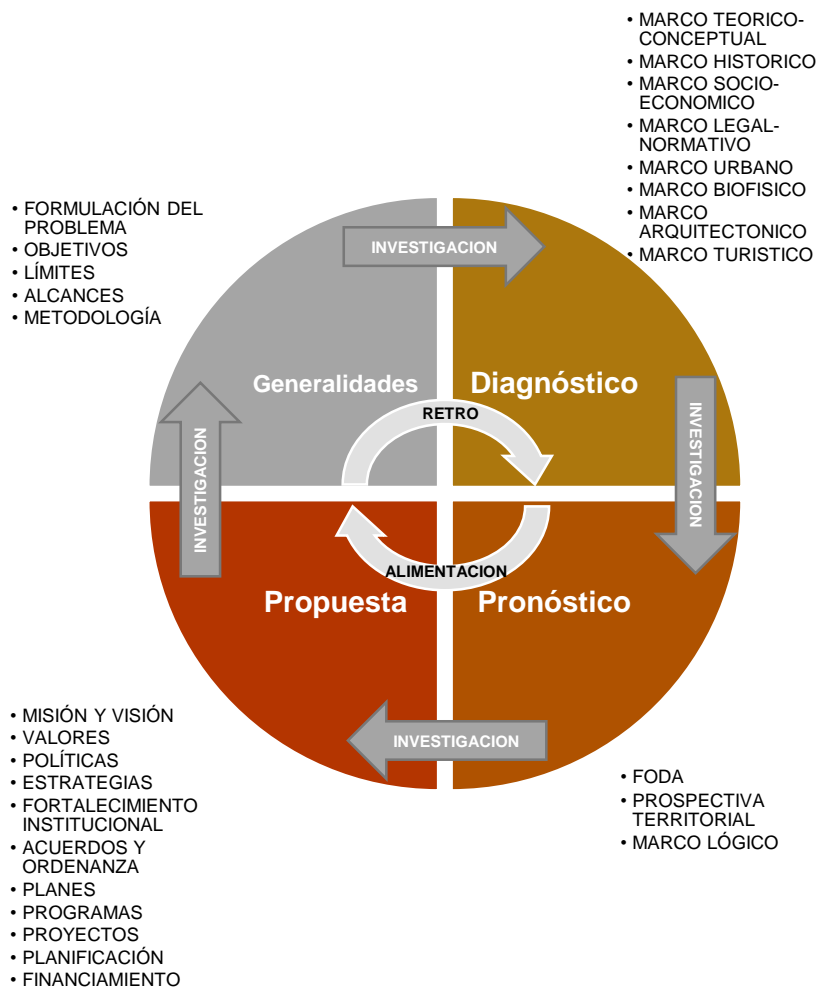 • MARCO TEORICO-
CONCEPTUAL
• MARCO HISTORICO
• MARCO SOCIO-
ECONOMICO
• MARCO LEGAL-
NORMATIVO
• MARCO URBANO
• MARCO BIOFISICO
• MARCO
ARQUITECTONICO
• MARCO TURISTICO
• FORMULACIÓN DEL
PROBLEMA
• OBJETIVOS
• LÍMITES
• ALCANCES
• METODOLOGÍA
INVESTIGACION
Generalidades
Diagnóstico
RETRO
INVESTIGACION
INVESTIGACION
ALIMENTACION
Propuesta
Pronóstico
INVESTIGACION
• MISIÓN Y VISIÓN
• VALORES
• POLÍTICAS
• ESTRATEGIAS
• FORTALECIMIENTO
INSTITUCIONAL
• ACUERDOS Y
ORDENANZA
• PLANES
• PROGRAMAS
• PROYECTOS
• PLANIFICACIÓN
• FINANCIAMIENTO
• FODA
• PROSPECTIVA
TERRITORIAL
• MARCO LÓGICO